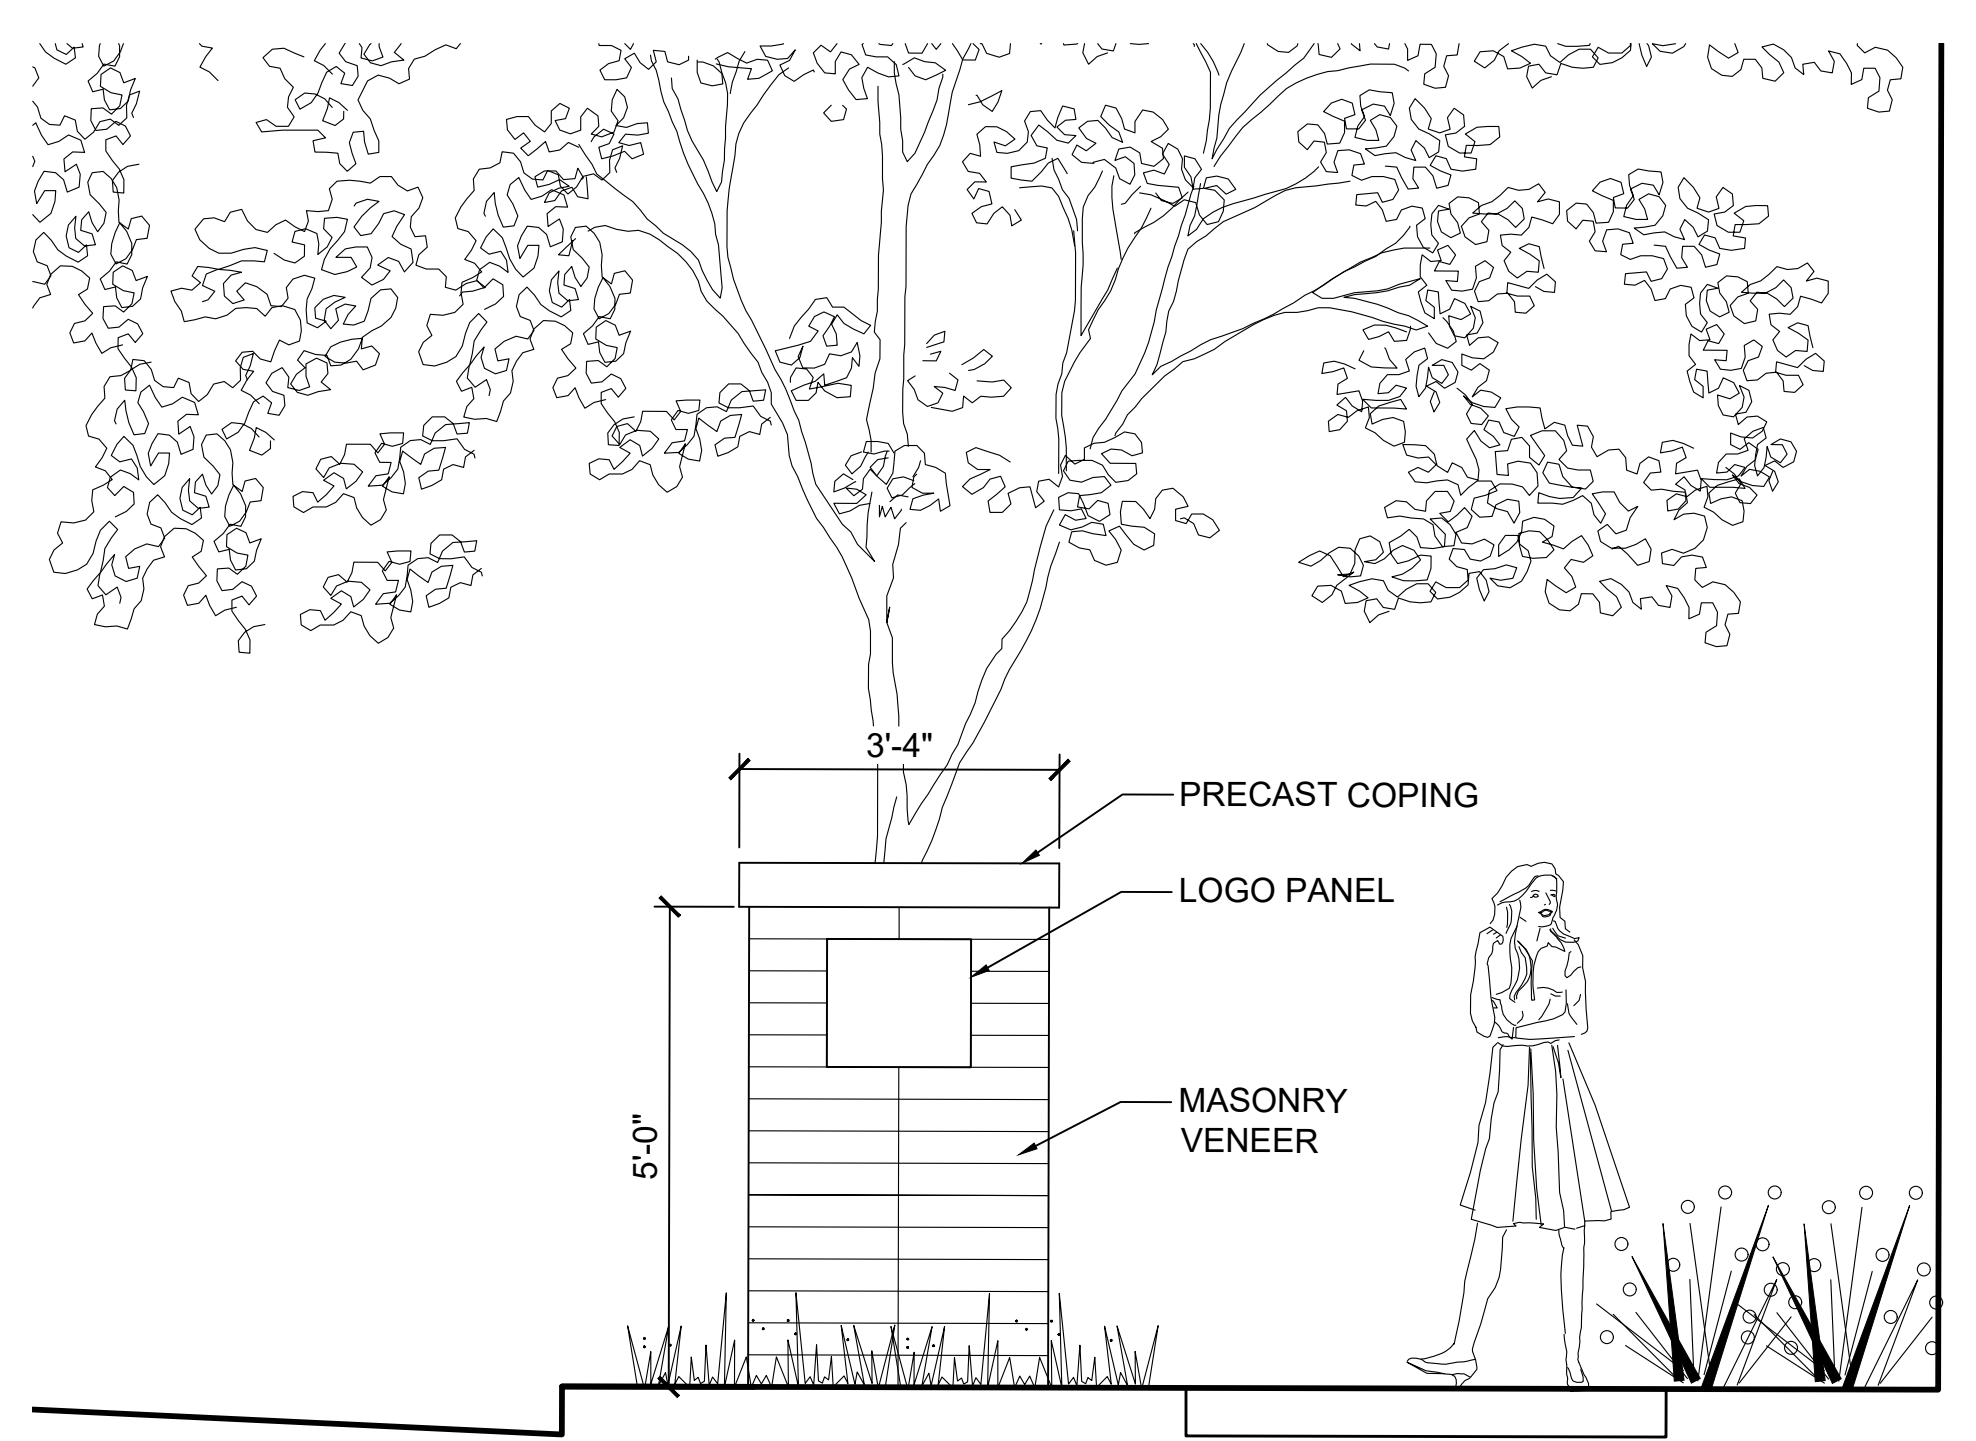 3'-4"
PRECAST COPING
LOGO PANEL
MASONRY
VENEER
5'-0"